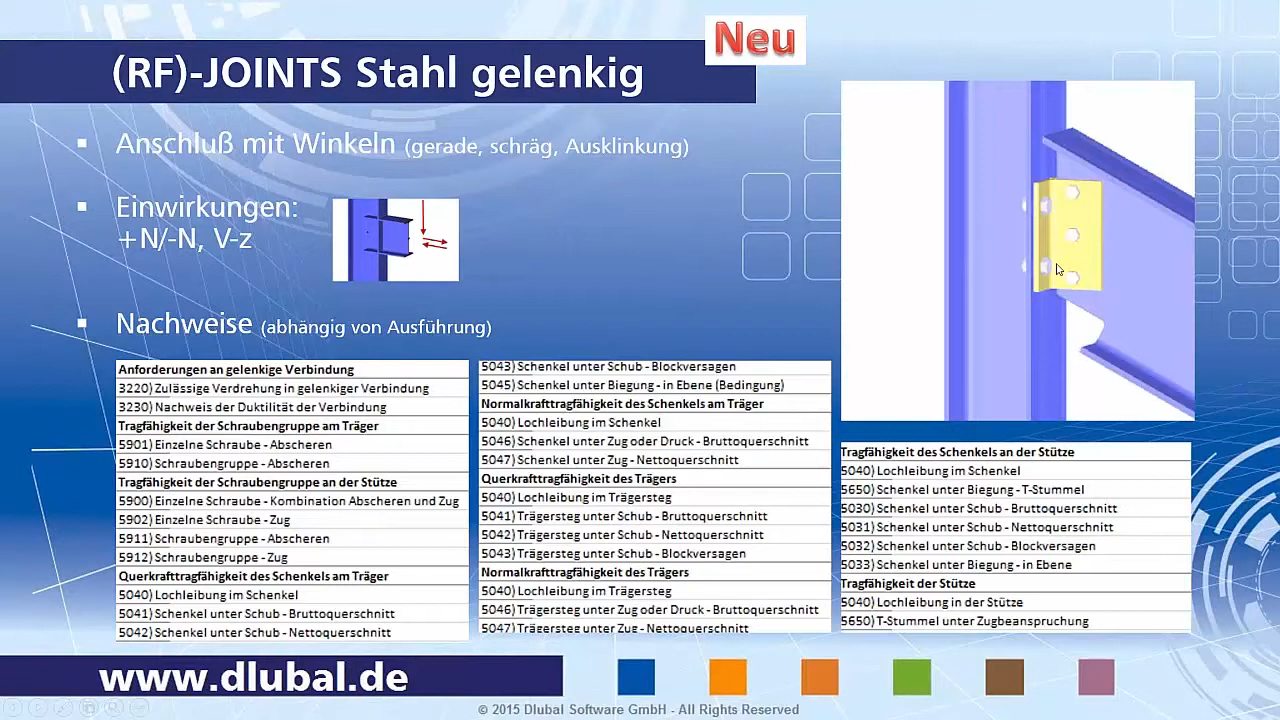 Neu
(RF)-JOINTS Stahl gelenkig
▪ Anschluß mit Winkeln (gerade, schräg, Ausklinkung)
▪ Einwirkungen:
+N/-N, V-z
▪ Nachweise (abhängig von Ausführung)
Anforderungen an gelenkige Verbindung
3220) Zulässige Verdrehung in gelenkiger Verbindung
3230) Nachweis der Duktilität der Verbindung
Tragfähigkeit der Schraubengruppe am Träger
5901) Einzelne Schraube - Abscheren
5910) Schraubengruppe - Abscheren
Tragfähigkeit der Schraubengruppe an der Stütze
5900) Einzelne Schraube - Kombination Abscheren und Zug
5902) Einzelne Schraube - Zug
5911) Schraubengruppe - Abscheren
5912) Schraubengruppe - Zug
Querkrafttragfähigkeit des Schenkels am Träger
5040) Lochleibung im Schenkel
5041) Schenkel unter Schub - Bruttoquerschnitt
5042) Schenkel unter Schub - Nettoquerschnitt
5043) Schenkel unter Schub - Blockversagen
5045) Schenkel unter Biegung - in Ebene (Bedingung)
Normalkrafttragfähigkeit des Schenkels am Träger
5040) Lochleibung im Schenkel
5046) Schenkel unter Zug oder Druck - Bruttoquerschnitt
5047) Schenkel unter Zug - Nettoquerschnitt
Querkrafttragfähigkeit des Trägers
5040) Lochleibung im Trägersteg
5041) Trägersteg unter Schub - Bruttoquerschnitt
5042) Trägersteg unter Schub - Nettoquerschnitt
5043) Trägersteg unter Schub - Blockversagen
Normalkrafttragfähigkeit des Trägers
5040) Lochleibung im Trägersteg
5046) Trägersteg unter Zug oder Druck - Bruttoquerschnitt
5047) Trägersteg unter Zug - Nettoquerschnitt
Tragfähigkeit des Schenkels an der Stütze
5040) Lochleibung im Schenkel
5650) Schenkel unter Biegung - T-Stummel
5030) Schenkel unter Schub - Bruttoquerschnitt
5031) Schenkel unter Schub - Nettoquerschnitt
5032) Schenkel unter Schub - Blockversagen
5033) Schenkel unter Biegung - in Ebene
Tragfähigkeit der Stütze
5040) Lochleibung in der Stütze
5650) T-Stummel unter Zugbeanspruchung
www.dlubal.de
© 2015 Dlubal Software GmbH - All Rights Reserved